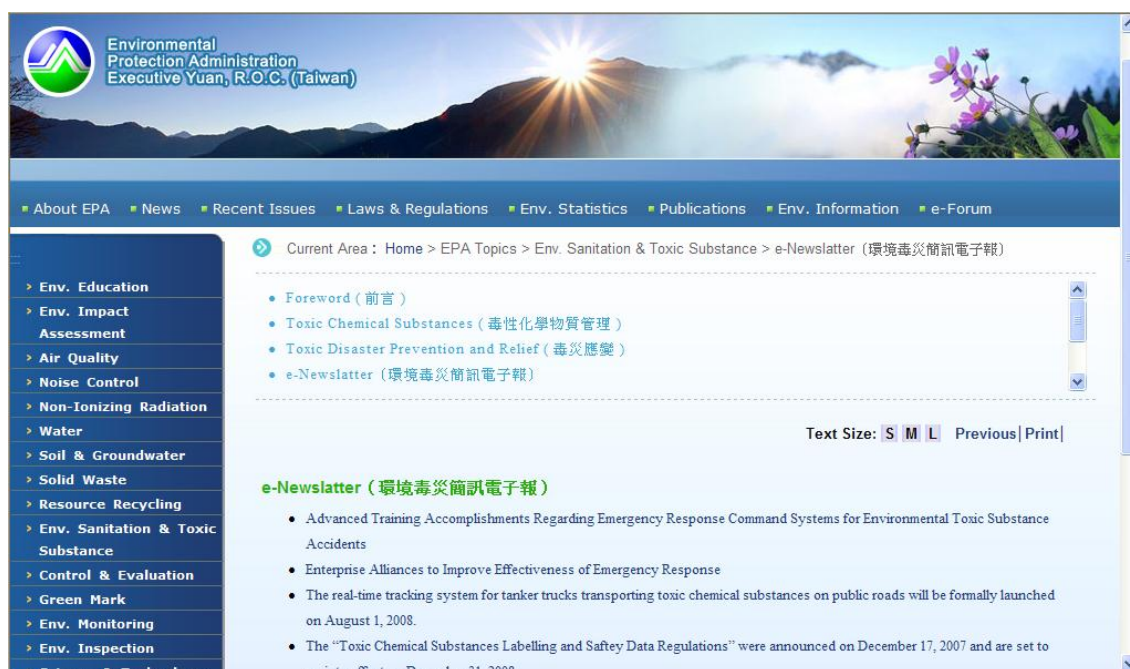 Environmental
Protection Administration
Executive Yuan, R.O.C. (Taiwan)
About EPA News Recent Issues Laws & Regulations Env. Statistics Publications Env. Information e-Forum
Current Area : Home > EPA Topics > Env. Sanitation & Toxic Substance > e-Newslatter (環境毒災簡訊電子報)
Env. Education
Env. Impact
Assessment
Air Quality
Noise Control
Non-Ionizing Radiation
Water
Soil & Groundwater
Solid Waste
Resource Recycling
Env. Sanitation & Toxic
Substance
Control & Evaluation
Green Mark
Env. Monitoring
Env. Inspection
Foreword ( 前言 )
Toxic Chemical Substances ( 毒性化學物質管理 )
Toxic Disaster Prevention and Relief ( 毒災應變 )
e-Newslatter (環境毒災簡訊電子報)
Text Size: S M L Previous| Print|
e-Newslatter ( 環境毒災簡訊電子報 )
Advanced Training Accomplishments Regarding Emergency Response Command Systems for Environmental Toxic Substance
Accidents
Enterprise Alliances to Improve Effectiveness of Emergency Response
The real-time tracking system for tanker trucks transporting toxic chemical substances on public roads will be formally launched
on August 1, 2008.
The “Toxic Chemical Substances Labelling and Saftey Data Regulations” were announced on December 17, 2007 and are set to